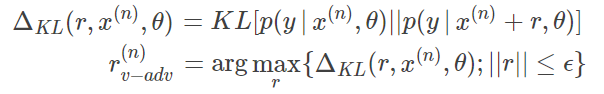 Δ_{KL}(r, x^{(n)}, θ) = KL[p(y | x^{(n)}, θ)||p(y | x^{(n)} + r, θ)]
r^{(n)}_{v−adv} = arg max_r {Δ_{KL}(r, x^{(n)}, θ); ||r|| ≤ ϵ}